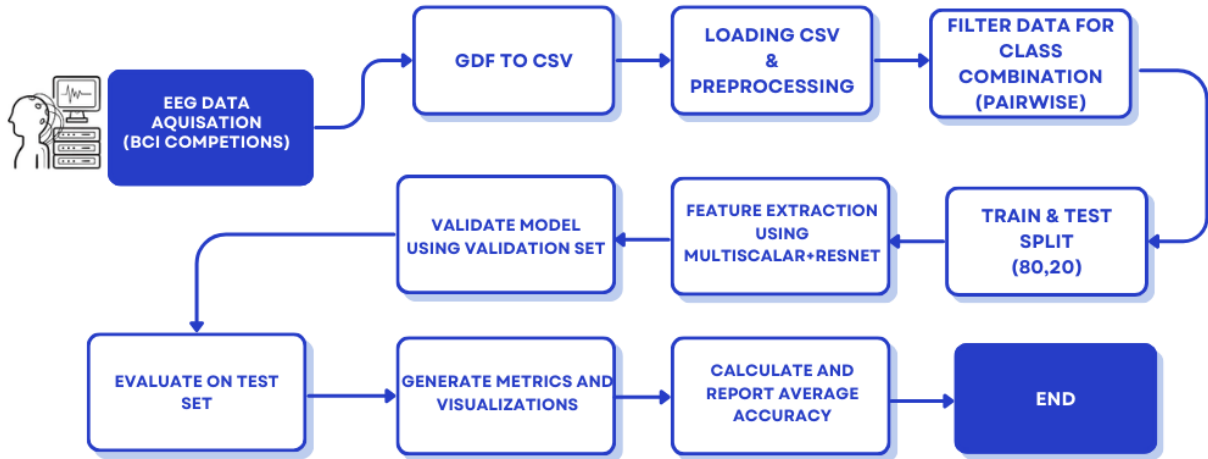 EEG DATA
AQUISATION
(BCI COMPETIONS)
GDF TO CSV
LOADING CSV
&
PREPROCESSING
FILTER DATA FOR
CLASS
COMBINATION
(PAIRWISE)
TRAIN & TEST
SPLIT
(80,20)
FEATURE EXTRACTION
USING
MULTISCALAR+RESNET
VALIDATE MODEL
USING VALIDATION SET
EVALUATE ON TEST
SET
GENERATE METRICS AND
VISUALIZATIONS
CALCULATE AND
REPORT AVERAGE
ACCURACY
END